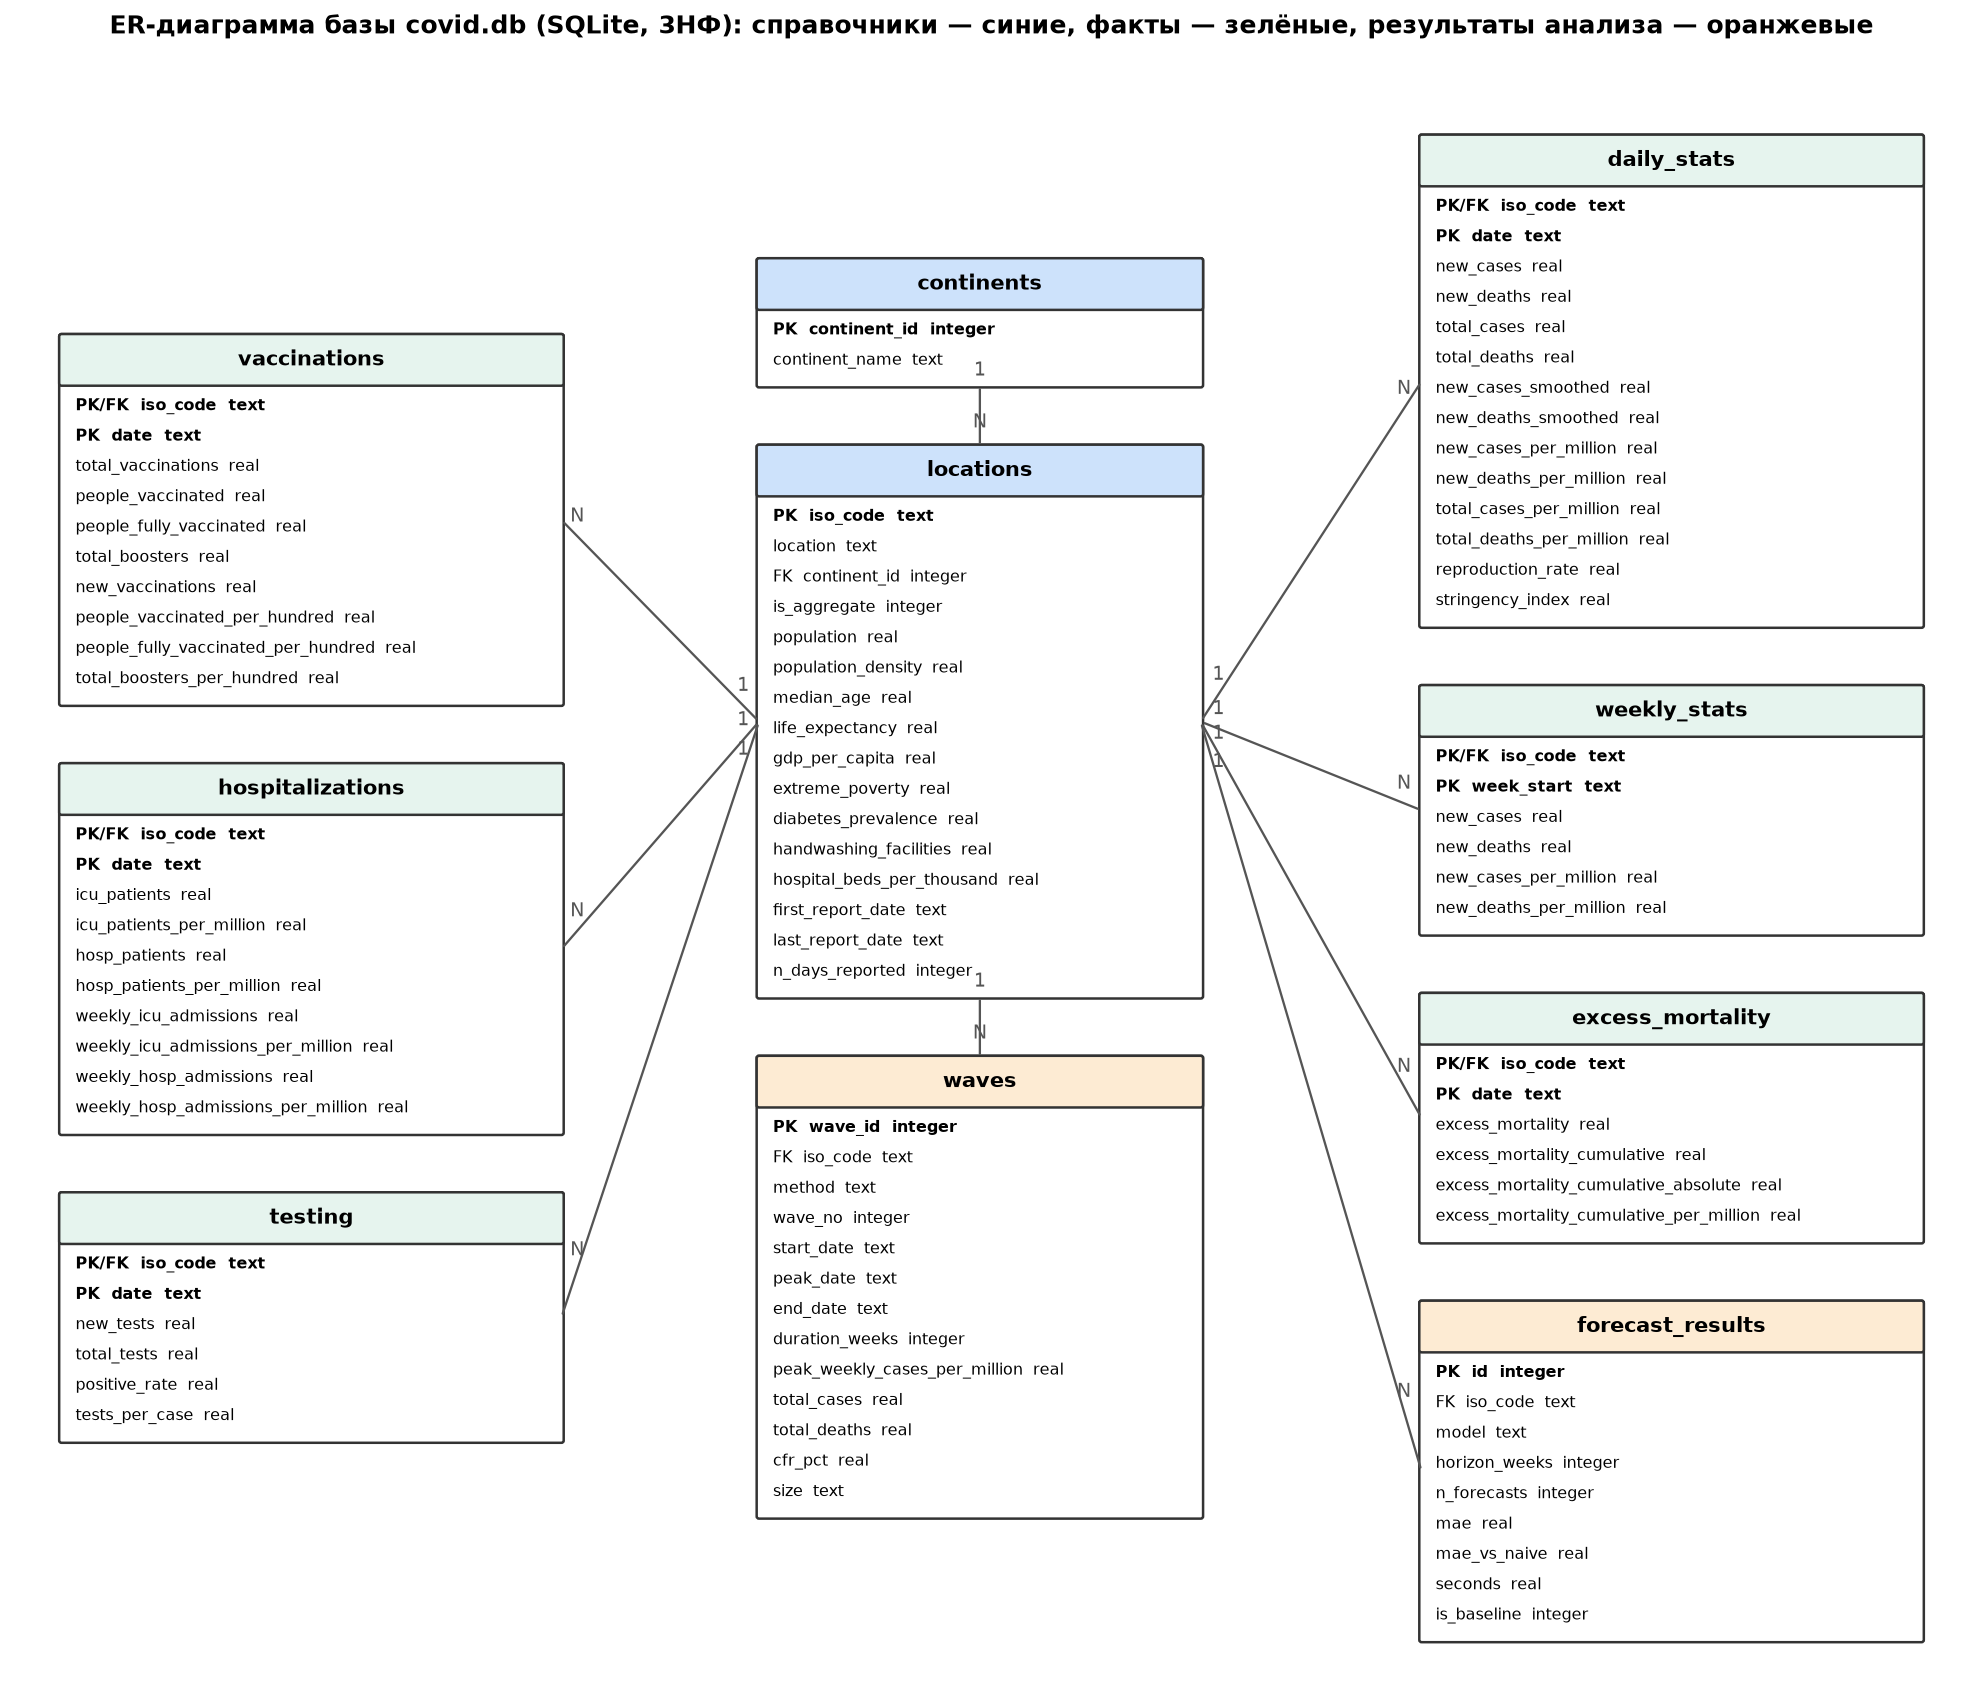 ER-диаграмма базы covid.db (SQLite, 3НФ): справочники — синие, факты — зелёные, результаты анализа — оранжевые
vaccinations
PK/FK iso_code text
PK date text
total_vaccinations real
people_vaccinated real
people_fully_vaccinated real
total_boosters real
new_vaccinations real
people_vaccinated_per_hundred real
people_fully_vaccinated_per_hundred real
total_boosters_per_hundred real
hospitalizations
PK/FK iso_code text
PK date text
icu_patients real
icu_patients_per_million real
hosp_patients real
hosp_patients_per_million real
weekly_icu_admissions real
weekly_icu_admissions_per_million real
weekly_hosp_admissions real
weekly_hosp_admissions_per_million real
testing
PK/FK iso_code text
PK date text
new_tests real
total_tests real
positive_rate real
tests_per_case real
N
N
N
1
1
1
continents
PK continent_id integer
continent_name text
1
N
locations
PK iso_code text
location text
FK continent_id integer
is_aggregate integer
population real
population_density real
median_age real
life_expectancy real
gdp_per_capita real
extreme_poverty real
diabetes_prevalence real
handwashing_facilities real
hospital_beds_per_thousand real
first_report_date text
last_report_date text
n_days_reported integer
1
N
waves
PK wave_id integer
FK iso_code text
method text
wave_no integer
start_date text
peak_date text
end_date text
duration_weeks integer
peak_weekly_cases_per_million real
total_cases real
total_deaths real
cfr_pct real
size text
1
1
1
1
N
N
N
N
daily_stats
PK/FK iso_code text
PK date text
new_cases real
new_deaths real
total_cases real
total_deaths real
new_cases_smoothed real
new_deaths_smoothed real
new_cases_per_million real
new_deaths_per_million real
total_cases_per_million real
total_deaths_per_million real
reproduction_rate real
stringency_index real
weekly_stats
PK/FK iso_code text
PK week_start text
new_cases real
new_deaths real
new_cases_per_million real
new_deaths_per_million real
excess_mortality
PK/FK iso_code text
PK date text
excess_mortality real
excess_mortality_cumulative real
excess_mortality_cumulative_absolute real
excess_mortality_cumulative_per_million real
forecast_results
PK id integer
FK iso_code text
model text
horizon_weeks integer
n_forecasts integer
mae real
mae_vs_naive real
seconds real
is_baseline integer